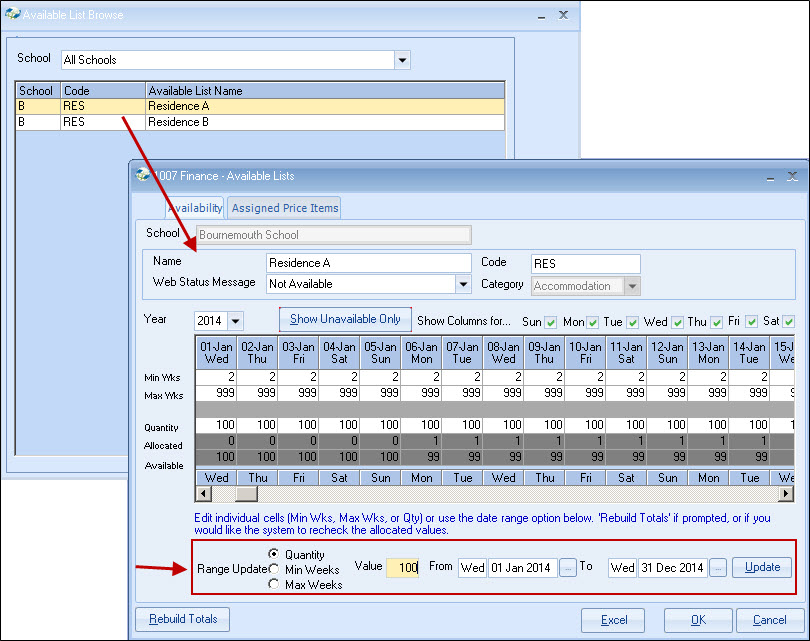 Available List Browse
School All Schools
School Code Available List Name
B RES Residence A
B RES Residence B
1007 Finance - Available Lists
Availability Assigned Price Items
School Bournemouth School
Name Residence A Code RES
Web Status Message Not Available Category Accommodation
Year 2014 Show Unavailable Only Show Columns for... Sun Mon Tue Wed Thu Fri Sat
01-Jan 02-Jan 03-Jan 04-Jan 05-Jan 06-Jan 07-Jan 08-Jan 09-Jan 10-Jan 11-Jan 12-Jan 13-Jan 14-Jan 15-J
Wed Thu Fri Sat Sun Mon Tue Wed Thu Fri Sat Sun Mon Tue We
Min Wks 2 2 2 2 2 2 2 2 2 2 2 2 2 2
Max Wks 999 999 999 999 999 999 999 999 999 999 999 999 999 999 9
Quantity 100 100 100 100 100 100 100 100 100 100 100 100 100 100 1
Allocated 0 0 0 0 0 1 1 1 1 1 1 1 1 1
Available 100 100 100 100 100 99 99 99 99 99 99 99 99 99
Wed Thu Fri Sat Sun Mon Tue Wed Thu Fri Sat Sun Mon Tue We
Edit individual cells (Min Wks, Max Wks, or Qty) or use the date range option below. 'Rebuild Totals' if prompted, or if you
would like the system to recheck the allocated values.
Quantity
Range Update Min Weeks Value 100 From Wed 01 Jan 2014 ... To Wed 31 Dec 2014 ... Update
Max Weeks
Rebuild Totals Excel OK Cancel